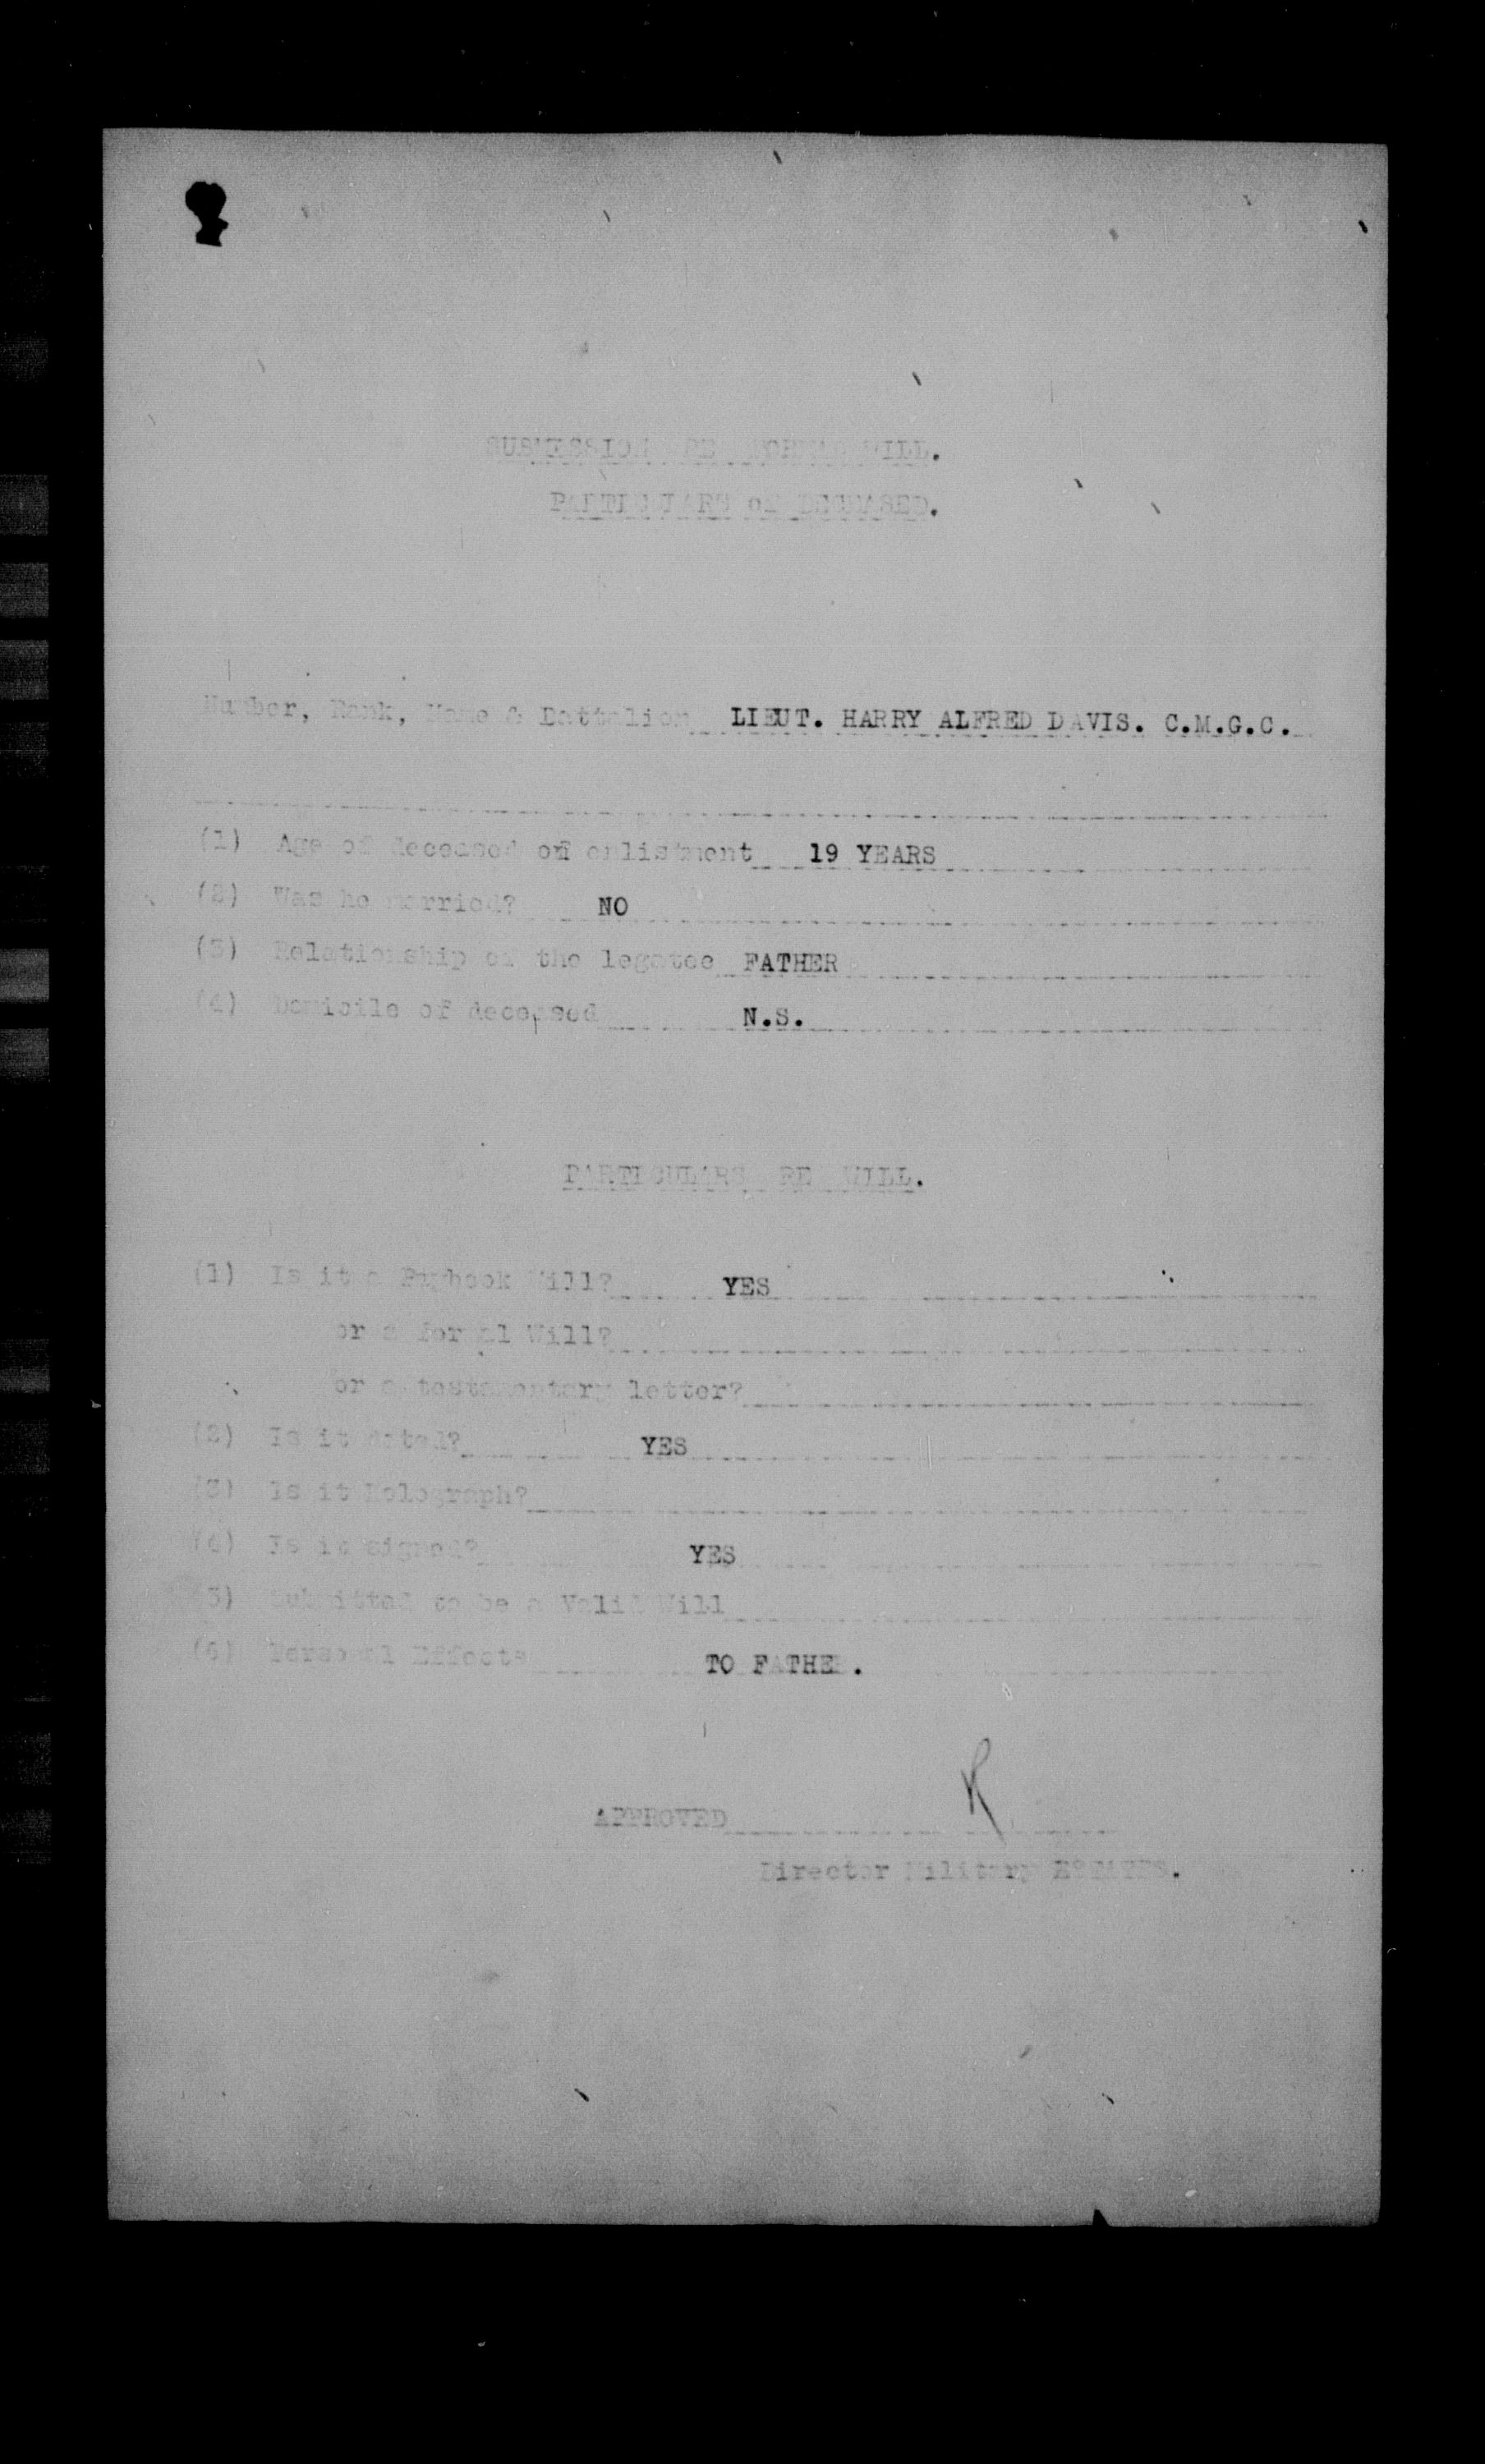 SUBMISSION RE FORMAL WILL.
PARTICULARS of DECEASED.
Number, Rank, Name & Battalion LIEUT. HARRY ALFRED DAVIS. C.M.G.C.
(1) Age of deceased on enlistment 19 YEARS
(2) Was he married? NO
(3) Relationship of the legatee FATHER
(4) Domicile of deceased N.S.
PARTICULARS RE WILL.
(1) Is it a Paybook Will? YES
or a formal Will?
or a testamentary letter?
(2) Is it dated? YES
(3) Is it Holograph?
(4) Is it signed? YES
(5) Submitted to be a Valid Will
(6) Personal Effects TO FATHER.
APPROVED
Director Military ESTATES.